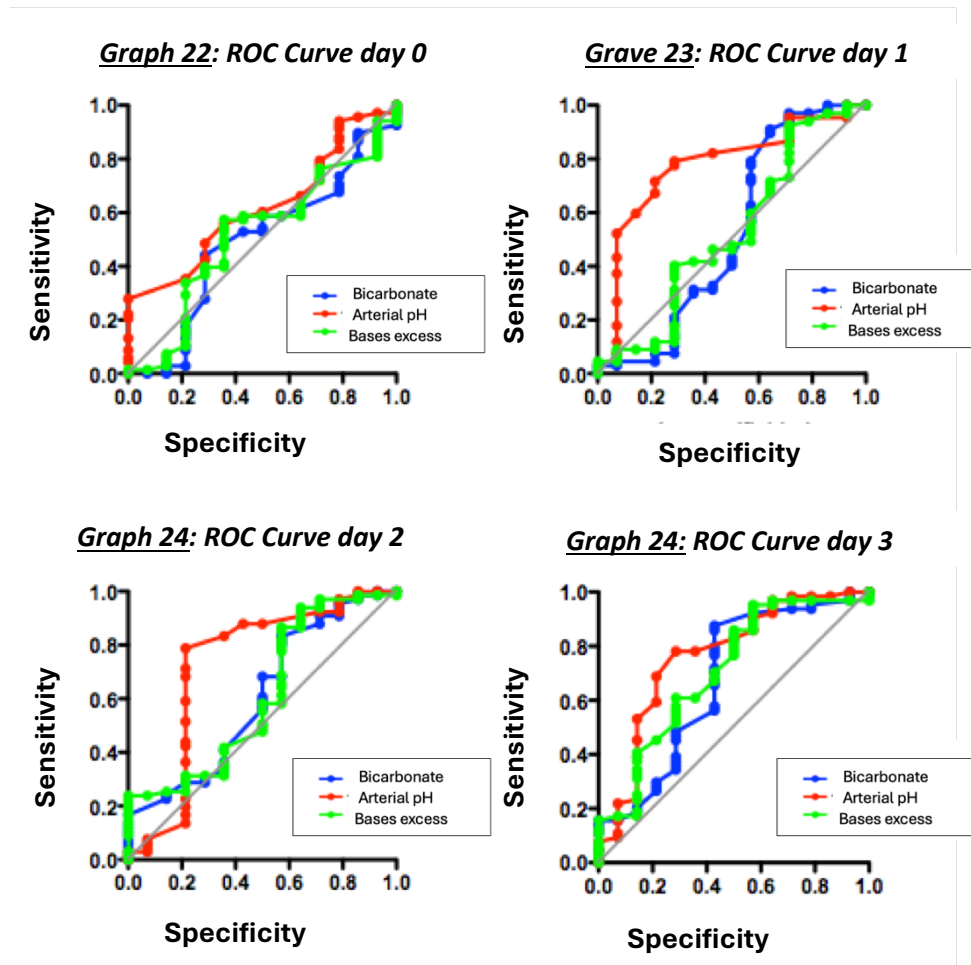 Graph 22: ROC Curve day 0
Sensitivity
1.0
0.8
0.6
0.4
0.2
0.0
Bicarbonate
Arterial pH
Bases excess
0.0 0.2 0.4 0.6 0.8 1.0
Specificity
Grave 23: ROC Curve day 1
Sensitivity
1.0
0.8
0.6
0.4
0.2
0.0
Bicarbonate
Arterial pH
Bases excess
0.0 0.2 0.4 0.6 0.8 1.0
Specificity
Graph 24: ROC Curve day 2
Sensitivity
1.0
0.8
0.6
0.4
0.2
0.0
Bicarbonate
Arterial pH
Bases excess
0.0 0.2 0.4 0.6 0.8 1.0
Specificity
Graph 24: ROC Curve day 3
Sensitivity
1.0
0.8
0.6
0.4
0.2
0.0
Bicarbonate
Arterial pH
Bases excess
0.0 0.2 0.4 0.6 0.8 1.0
Specificity